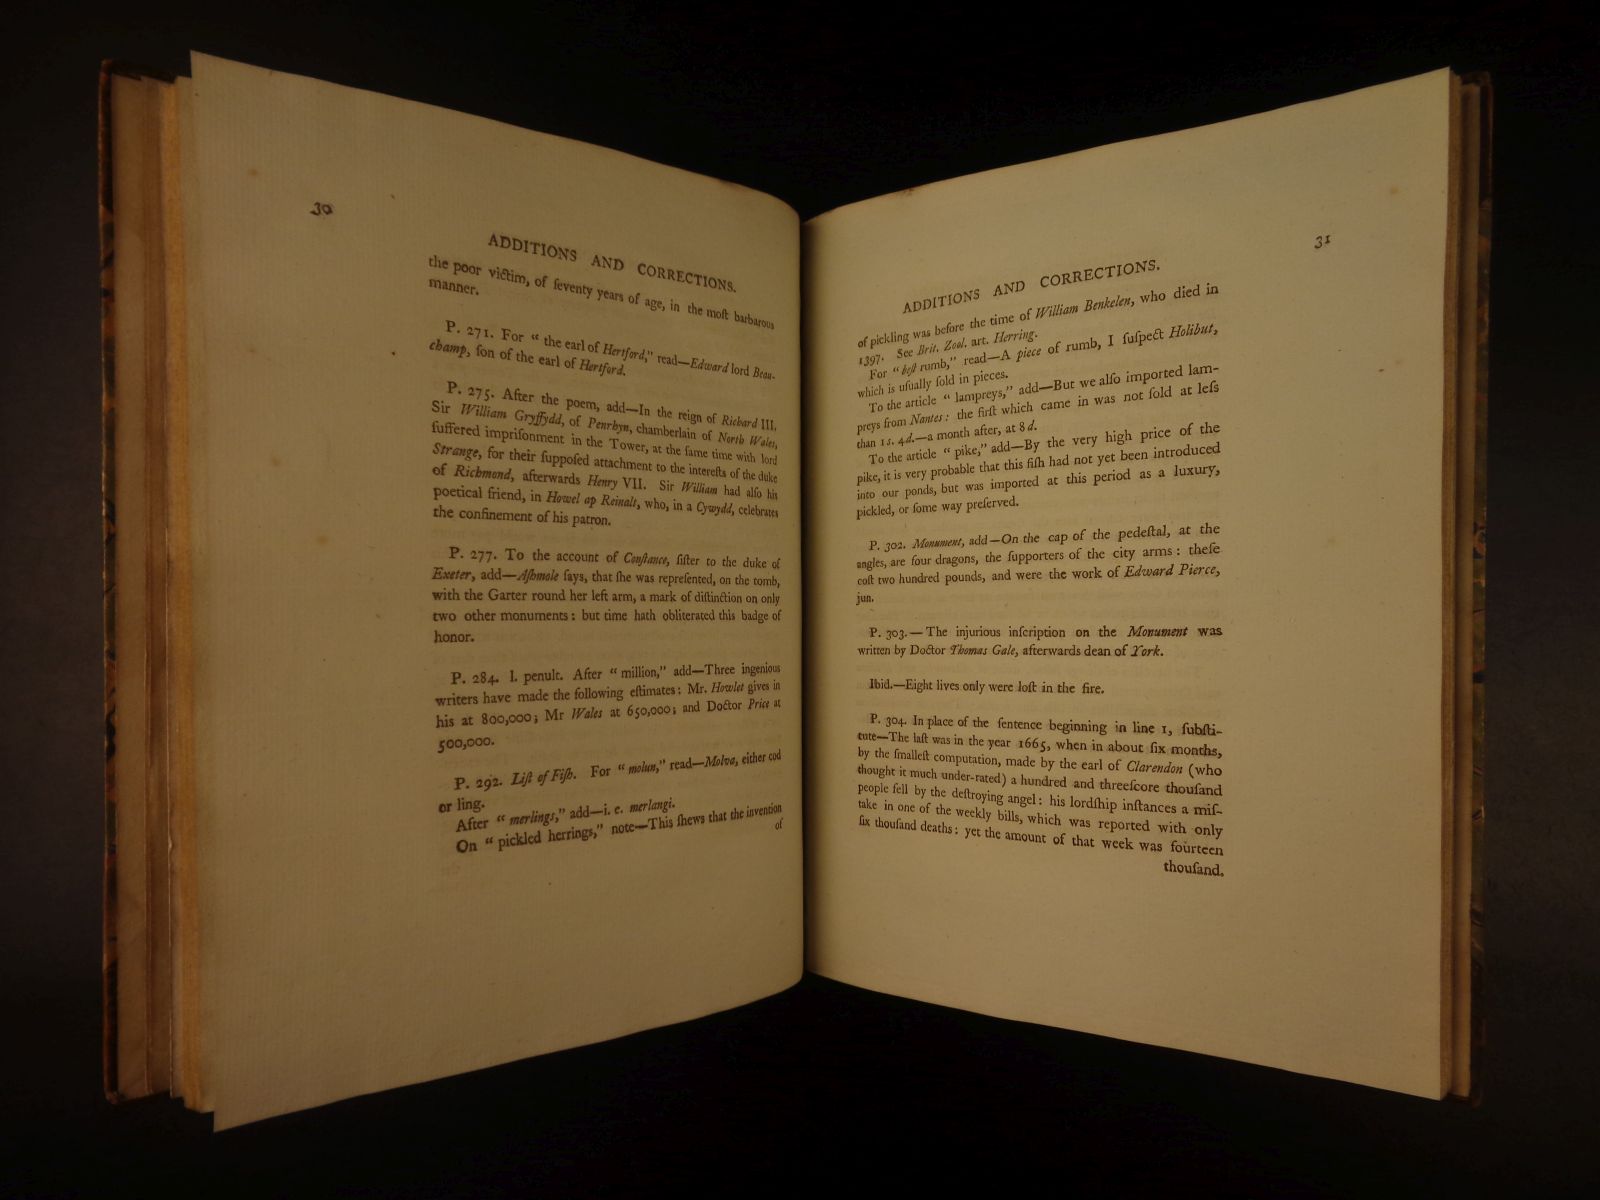 30
ADDITIONS AND CORRECTIONS.
the poor victim, of ſeventy years of age, in the moſt barbarous
manner.
P. 271. For " the earl of Hertford," read—Edward lord Beau-
champ, ſon of the earl of Hertford.
P. 275. After the poem, add—In the reign of Richard III.
Sir William Gryffydd, of Penrhyn, chamberlain of North Wales,
ſuffered impriſonment in the Tower, at the ſame time with lord
Strange, for their ſuppoſed attachment to the intereſts of the duke
of Richmond, afterwards Henry VII. Sir William had alſo his
poetical friend, in Howel ap Reinalt, who, in a Cywydd, celebrates
the confinement of his patron.
P. 277. To the account of Conſtance, ſiſter to the duke of
Exeter, add—Aſhmole ſays, that ſhe was repreſented, on the tomb,
with the Garter round her left arm, a mark of diſtinction on only
two other monuments: but time hath obliterated this badge of
honor.
P. 284. l. penult. After " million," add—Three ingenious
writers have made the following eſtimates: Mr. Howlet gives in
his at 800,000; Mr Wales at 650,000; and Doctor Price at
500,000.
P. 292. Liſt of Fiſh. For " molun," read—Molva, either cod
or ling.
After " merlings," add—i. e. merlangi.
On " pickled herrings," note—This ſhews that the invention
of
31
ADDITIONS AND CORRECTIONS.
of pickling was before the time of William Benkelen, who died in
1397. See Brit. Zool. art. Herring.
For " beſt rumb," read—A piece of rumb, I ſuſpect Holibut,
which is uſually ſold in pieces.
To the article " lampreys," add—But we alſo imported lam-
preys from Nantes: the firſt which came in was not ſold at leſs
than 1 s. 4d.—a month after, at 8 d.
To the article " pike," add—By the very high price of the
pike, it is very probable that this fiſh had not yet been introduced
into our ponds, but was imported at this period as a luxury,
pickled, or ſome way preſerved.
P. 302. Monument, add—On the cap of the pedeſtal, at the
angles, are four dragons, the ſupporters of the city arms: theſe
coſt two hundred pounds, and were the work of Edward Pierce,
jun.
P. 303.—The injurious inſcription on the Monument was
written by Doctor Thomas Gale, afterwards dean of York.
Ibid.—Eight lives only were loſt in the fire.
P. 304. In place of the ſentence beginning in line 1, ſubſti-
tute—The laſt was in the year 1665, when in about ſix months,
by the ſmalleſt computation, made by the earl of Clarendon (who
thought it much under-rated) a hundred and threeſcore thouſand
people fell by the deſtroying angel: his lordſhip inſtances a miſ-
take in one of the weekly bills, which was reported with only
ſix thouſand deaths: yet the amount of that week was fourteen
thouſand.